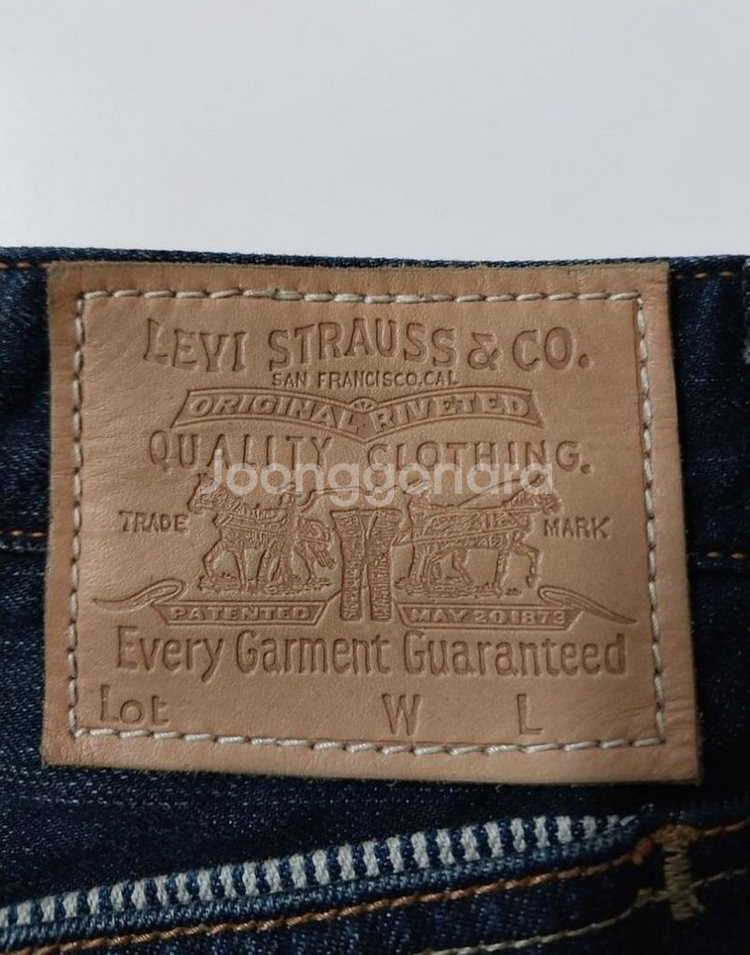 LEVI STRAUSS & CO.
SAN FRANCISCO, CAL
ORIGINAL RIVETED
QUALITY CLOTHING.
Joonggonara
TRADE MARK
PATENTED MAY 20 1873
Every Garment Guaranteed
Lot W L